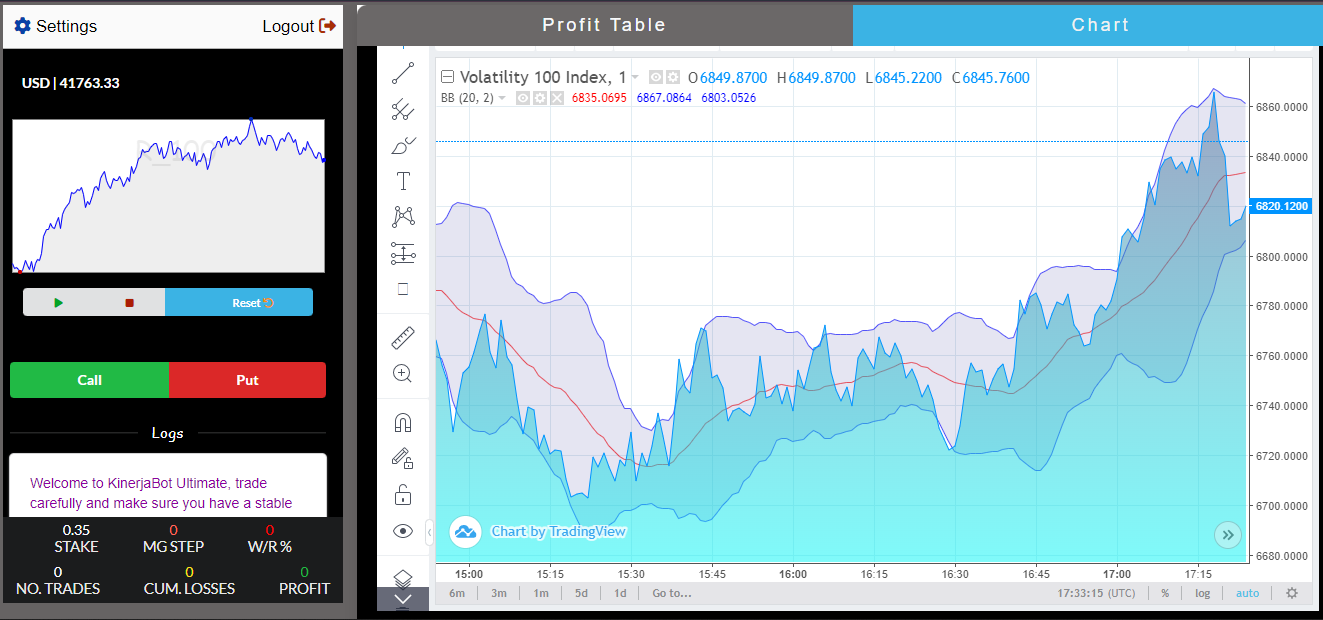 Settings
Logout
USD | 41763.33
R_100
Reset
Call
Put
Logs
Welcome to KinerjaBot Ultimate, trade
carefully and make sure you have a stable
0.35
STAKE
0
MG STEP
0
W/R %
0
NO. TRADES
0
CUM. LOSSES
0
PROFIT
Profit Table
Chart
T
Volatility 100 Index, 1 O6849.8700 H6849.8700 L6845.2200 C6845.7600
BB (20, 2) 6835.0695 6867.0864 6803.0526
6860.0000
6840.0000
6820.1200
6800.0000
6780.0000
6760.0000
6740.0000
6720.0000
6700.0000
6680.0000
Chart by TradingView
15:00 15:15 15:30 15:45 16:00 16:15 16:30 16:45 17:00 17:15
6m 3m 1m 5d 1d Go to... 17:33:15 (UTC) % log auto